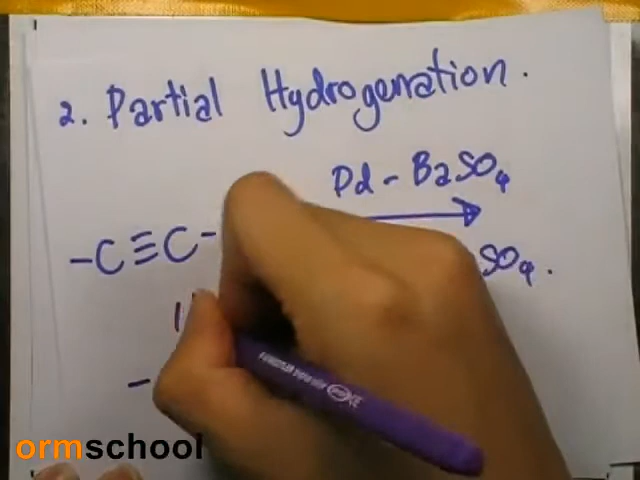 2. Partial Hydrogenation.
Pd - BaSO4
-C≡C-
SO4.
ormschool